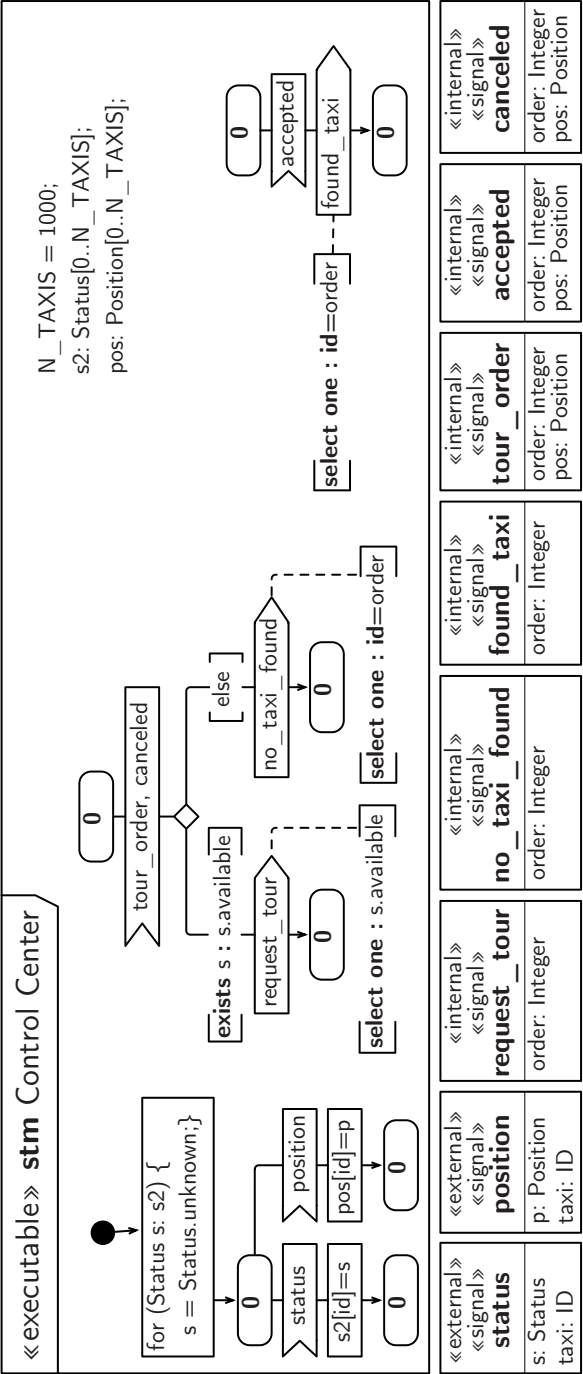 «executable» stm Control Center
N_TAXIS = 1000;
s2: Status[0..N_TAXIS];
pos: Position[0..N_TAXIS];
for (Status s: s2) {
s = Status.unknown;}
0
status
s2[id]=s
0
position
pos[id]=p
0
0
tour_order, canceled
[exists s : s.available]
request_tour
0
[select one : s.available]
[else]
no_taxi_found
0
[select one : id=order]
0
accepted
found_taxi
0
[select one : id=order]
«external»
«signal»
status
s: Status
taxi: ID
«external»
«signal»
position
p: Position
taxi: ID
«internal»
«signal»
request_tour
order: Integer
«internal»
«signal»
no_taxi_found
order: Integer
«internal»
«signal»
found_taxi
order: Integer
«internal»
«signal»
tour_order
order: Integer
pos: Position
«internal»
«signal»
accepted
order: Integer
pos: Position
«internal»
«signal»
canceled
order: Integer
pos: Position